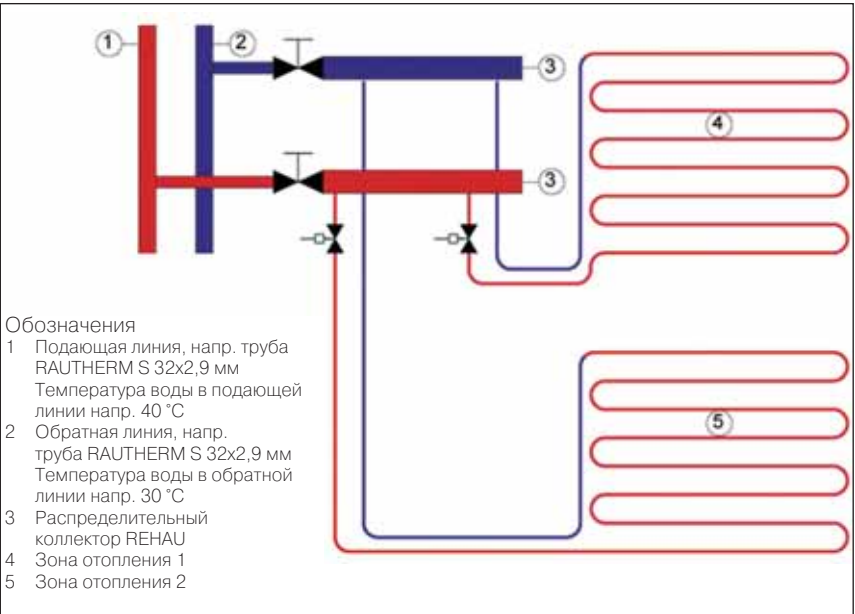 1
2
3
3
4
5
Обозначения
1 Подающая линия, напр. труба
RAUTHERM S 32x2,9 мм
Температура воды в подающей
линии напр. 40 °C
2 Обратная линия, напр.
труба RAUTHERM S 32x2,9 мм
Температура воды в обратной
линии напр. 30 °C
3 Распределительный
коллектор REHAU
4 Зона отопления 1
5 Зона отопления 2